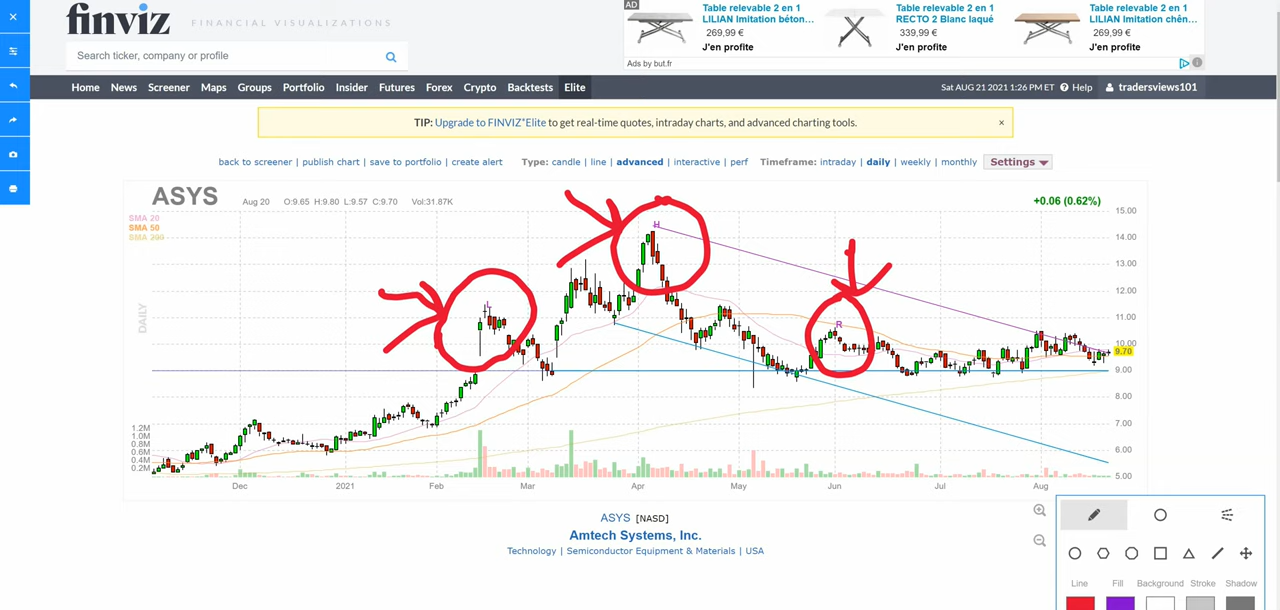 finviz
FINANCIAL VISUALIZATIONS
Search ticker, company or profile
AD
Table relevable 2 en 1
LILIAN Imitation béton...
269,99 €
J'en profite
Table relevable 2 en 1
RECTO 2 Blanc laqué
339,99 €
J'en profite
Table relevable 2 en 1
LILIAN Imitation chên...
269,99 €
J'en profite
Ads by but.fr
Home News Screener Maps Groups Portfolio Insider Futures Forex Crypto Backtests Elite
Sat AUG 21 2021 1:26 PM ET Help tradersviews101
TIP: Upgrade to FINVIZ*Elite to get real-time quotes, intraday charts, and advanced charting tools. ×
back to screener | publish chart | save to portfolio | create alert Type: candle | line | advanced | interactive | perf Timeframe: intraday | daily | weekly | monthly Settings
ASYS Aug 20 O:9.65 H:9.80 L:9.57 C:9.70 Vol:31.87K +0.06 (0.62%)
SMA 20
SMA 50
SMA 200
DAILY
L
H
R
15.00
14.00
13.00
12.00
11.00
10.00
9.70
9.00
8.00
7.00
6.00
5.00
1.2M
1.0M
0.8M
0.6M
0.4M
0.2M
Dec 2021 Feb Mar Apr May Jun Jul Aug
ASYS [NASD]
Amtech Systems, Inc.
Technology | Semiconductor Equipment & Materials | USA
Line Fill Background Stroke Shadow